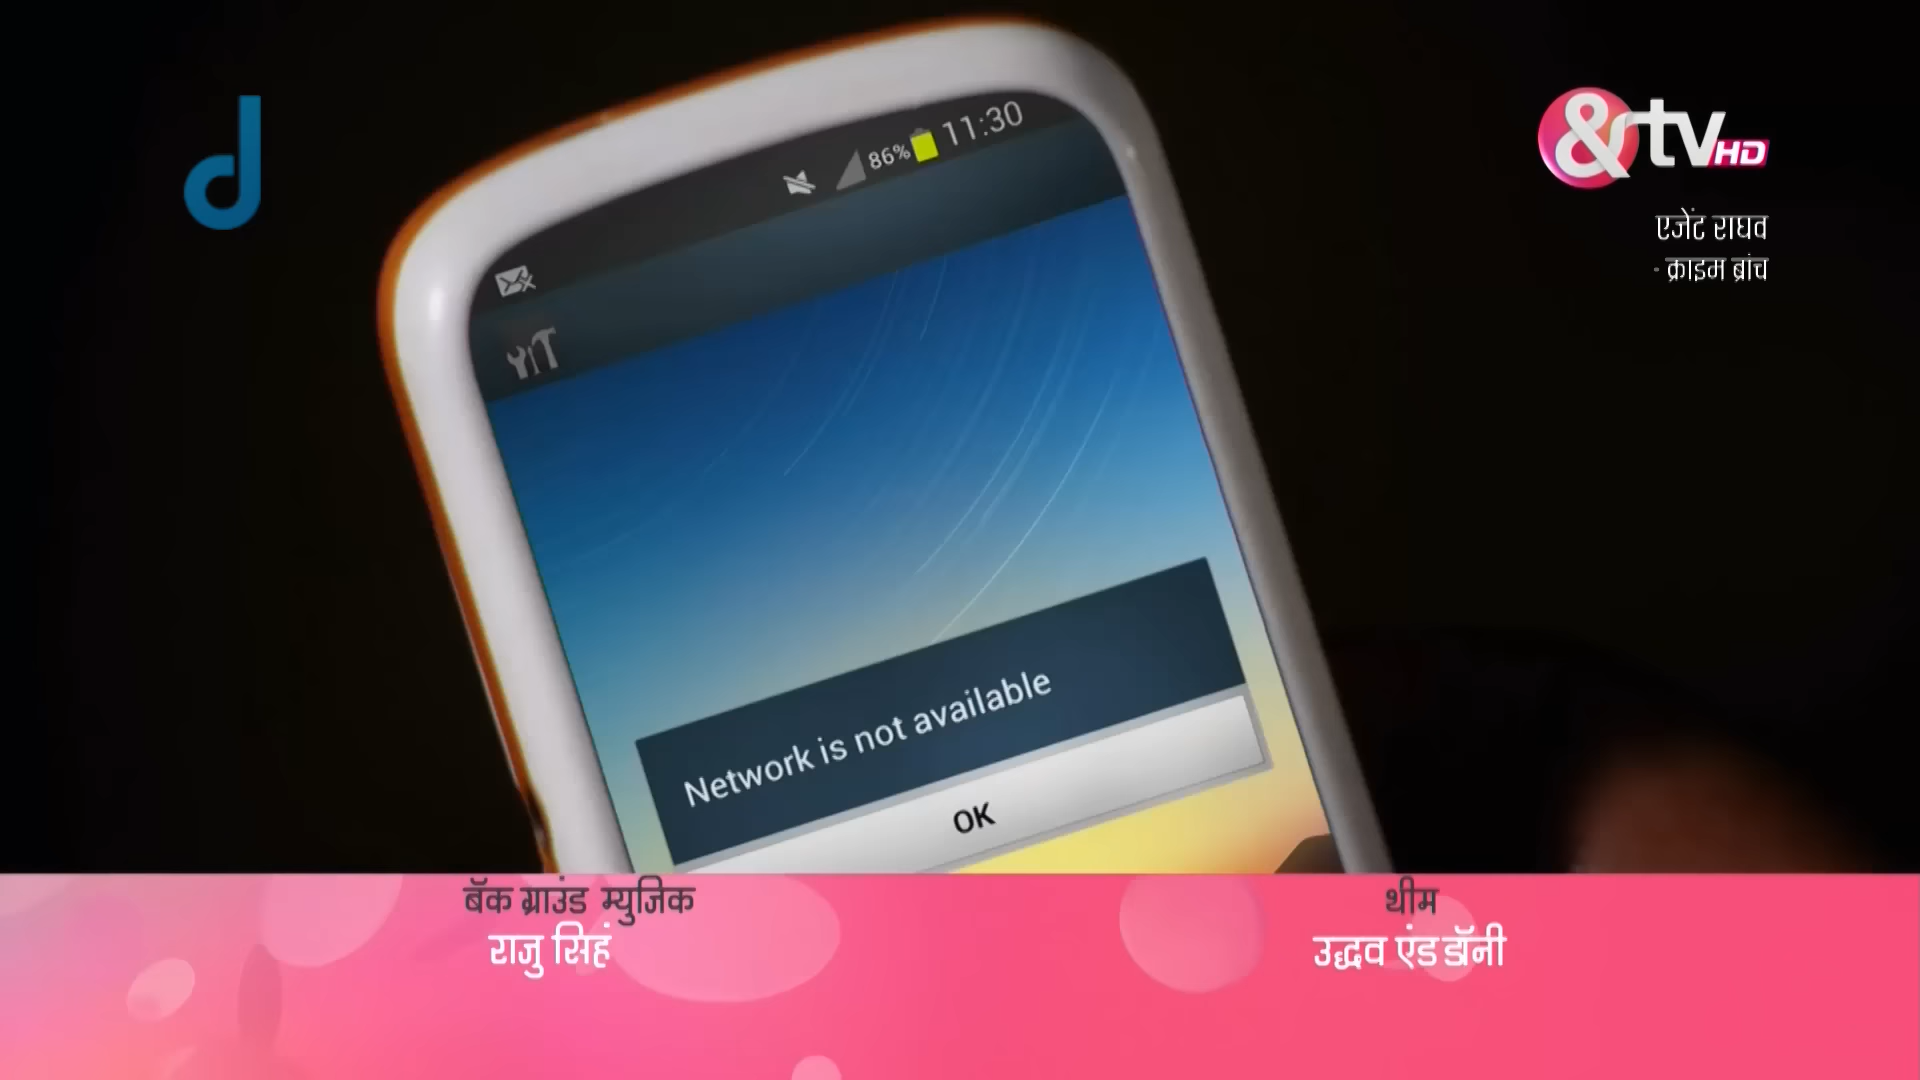 &tv HD
एजेंट राघव
- क्राइम ब्रांच
86% 11:30
Network is not available
OK
बॅक ग्राउंड म्युजिक
राजु सिहं
थीम
उद्धव एंड डॉनी